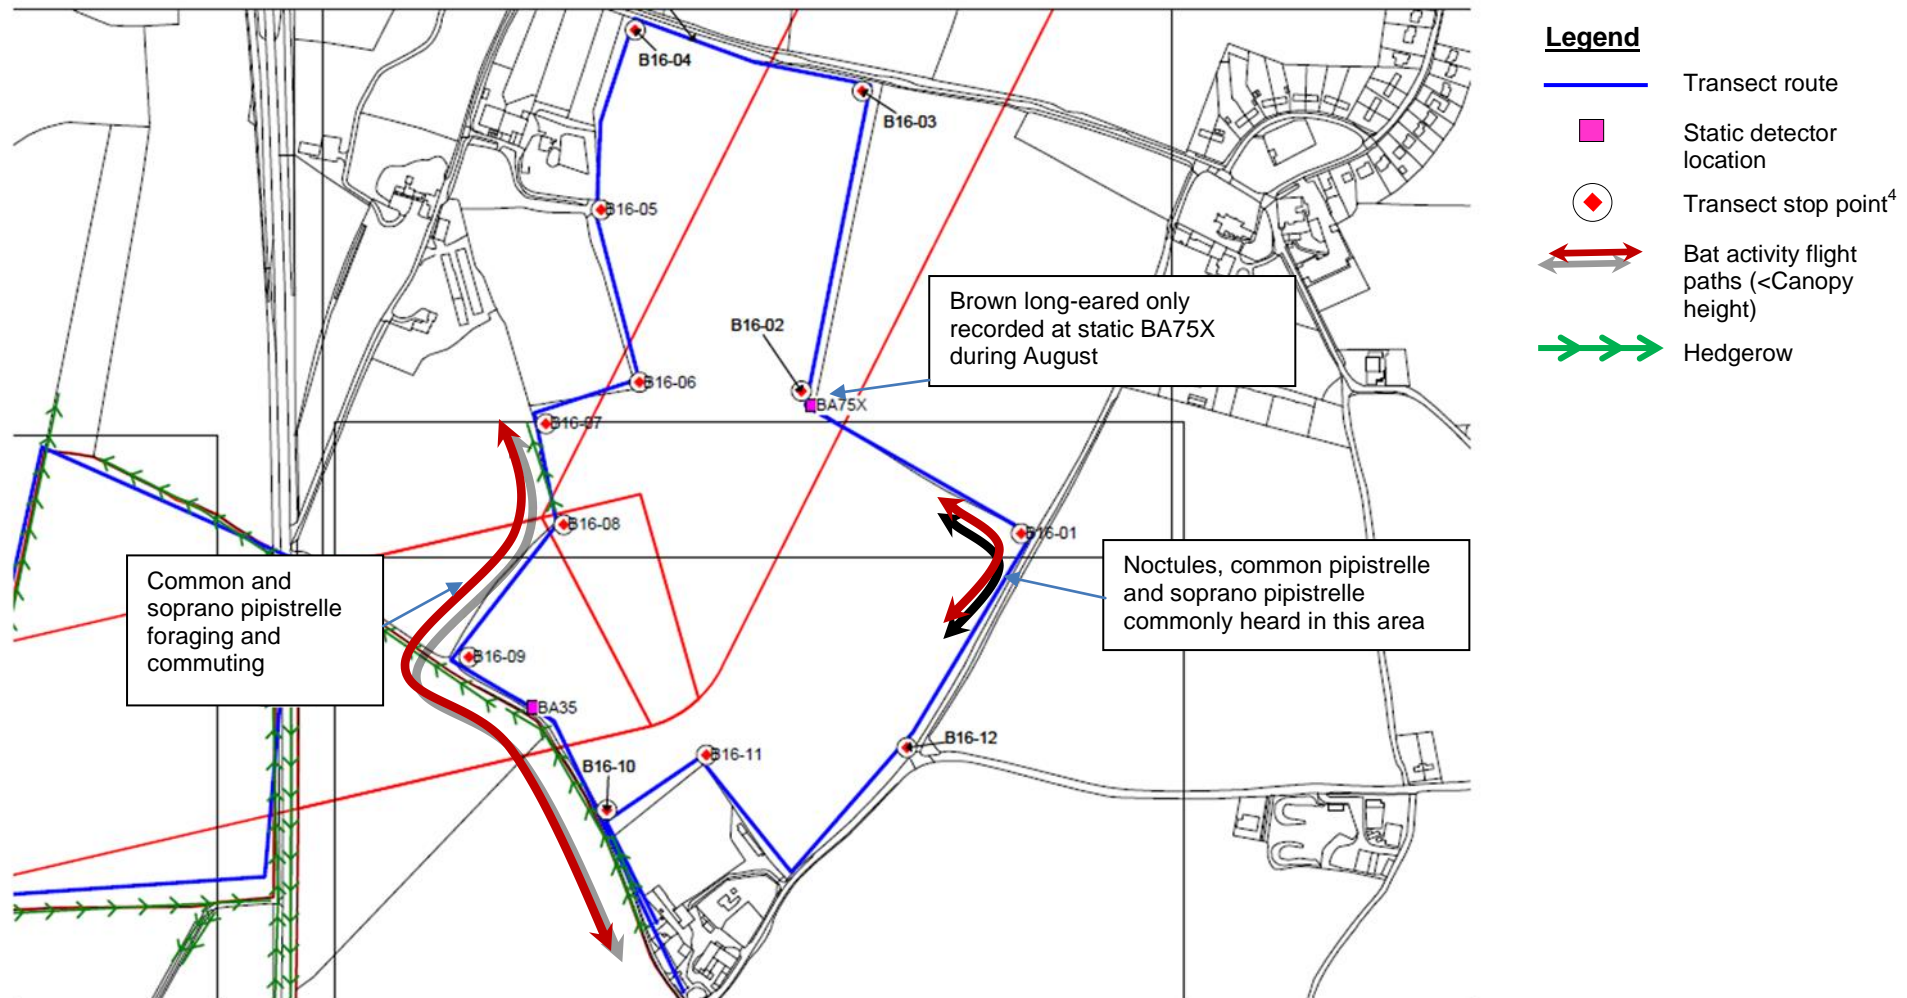 B16-04
B16-03
B16-05
B16-02
B16-06
BA75X
B16-07
B16-08
B16-01
B16-09
BA35
B16-10
B16-11
B16-12
Brown long-eared only
recorded at static BA75X
during August
Common and
soprano pipistrelle
foraging and
commuting
Noctules, common pipistrelle
and soprano pipistrelle
commonly heard in this area
Legend
Transect route
Static detector
location
Transect stop point⁴
Bat activity flight
paths (<Canopy
height)
Hedgerow